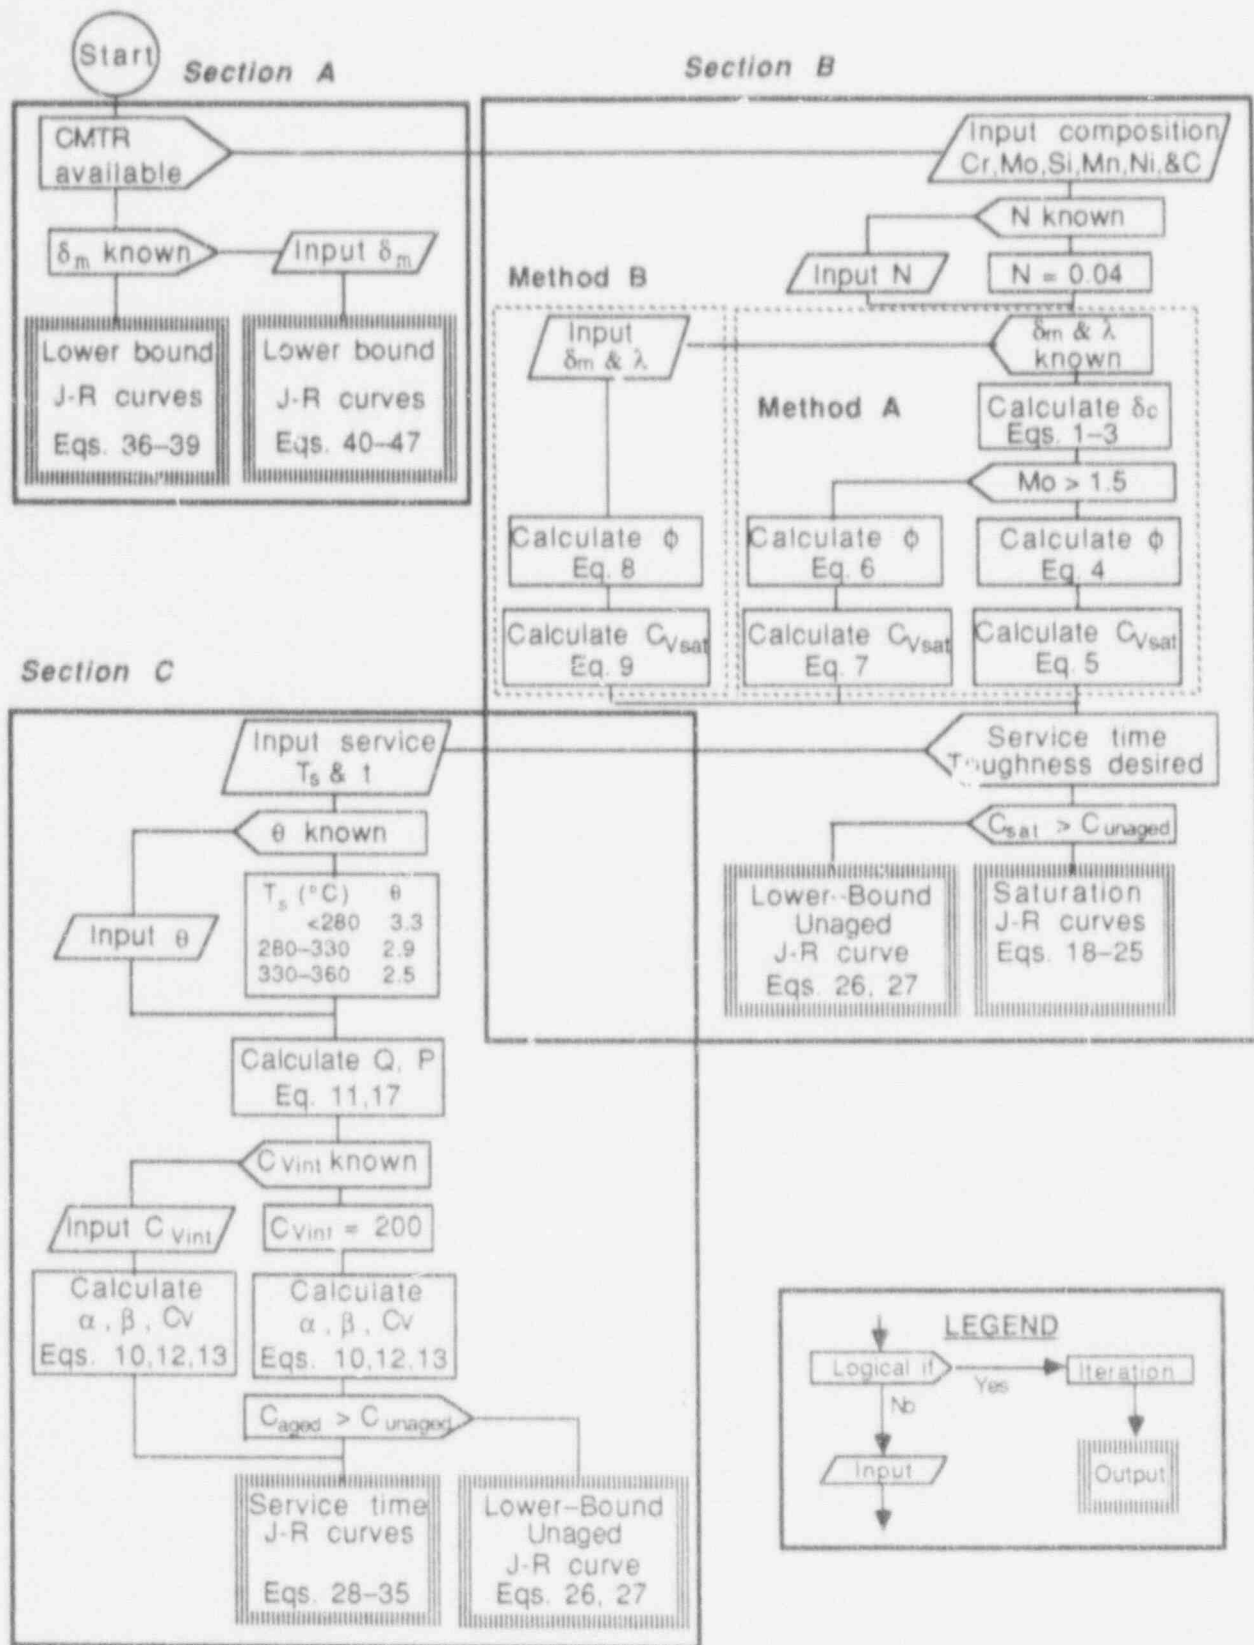 Start
Section A
CMTR
available
δm known
Input δm
Lower bound
J-R curves
Eqs. 36–39
Lower bound
J-R curves
Eqs. 40–47
Section B
Input composition
Cr,Mo,Si,Mn,Ni,&C
N known
Input N
N = 0.04
Method B
Input
δm & λ
δm & λ
known
Method A
Calculate δc
Eqs. 1–3
Mo > 1.5
Calculate ϕ
Eq. 8
Calculate ϕ
Eq. 6
Calculate ϕ
Eq. 4
Calculate CVsat
Eq. 9
Calculate CVsat
Eq. 7
Calculate CVsat
Eq. 5
Service time
Toughness desired
Csat > Cunaged
Lower–Bound
Unaged
J-R curve
Eqs. 26, 27
Saturation
J-R curves
Eqs. 18–25
Section C
Input service
Ts & t
θ known
Input θ
Ts (°C) θ
<280 3.3
280–330 2.9
330–360 2.5
Calculate Q, P
Eq. 11,17
CVint known
Input CVint
CVint = 200
Calculate
α , β , Cv
Eqs. 10,12,13
Calculate
α , β , Cv
Eqs. 10,12,13
Caged > Cunaged
Service time
J-R curves
Eqs. 28–35
Lower–Bound
Unaged
J-R curve
Eqs. 26, 27
LEGEND
Logical if
Yes
Iteration
No
Input
Output